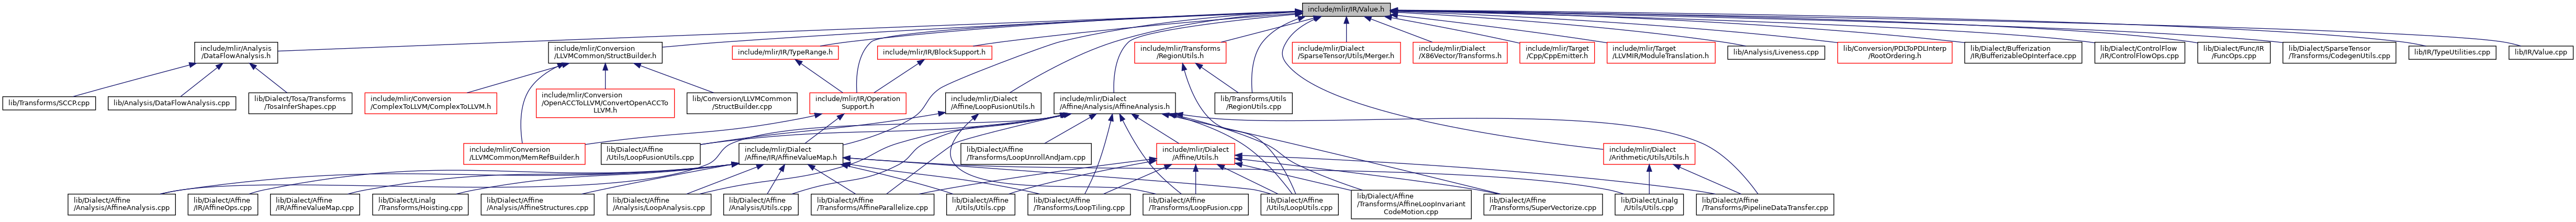 include/mlir/IR/Value.h
include/mlir/Analysis
/DataFlowAnalysis.h
include/mlir/Conversion
/LLVMCommon/StructBuilder.h
include/mlir/IR/TypeRange.h
include/mlir/IR/BlockSupport.h
include/mlir/Transforms
/RegionUtils.h
include/mlir/Dialect
/SparseTensor/Utils/Merger.h
include/mlir/Dialect
/X86Vector/Transforms.h
include/mlir/Target
/Cpp/CppEmitter.h
include/mlir/Target
/LLVMIR/ModuleTranslation.h
lib/Analysis/Liveness.cpp
lib/Conversion/PDLToPDLInterp
/RootOrdering.h
lib/Dialect/Bufferization
/IR/BufferizableOpInterface.cpp
lib/Dialect/ControlFlow
/IR/ControlFlowOps.cpp
lib/Dialect/Func/IR
/FuncOps.cpp
lib/Dialect/SparseTensor
/Transforms/CodegenUtils.cpp
lib/IR/TypeUtilities.cpp
lib/IR/Value.cpp
lib/Transforms/SCCP.cpp
lib/Analysis/DataFlowAnalysis.cpp
lib/Dialect/Tosa/Transforms
/TosaInferShapes.cpp
include/mlir/Conversion
/ComplexToLLVM/ComplexToLLVM.h
include/mlir/Conversion
/OpenACCToLLVM/ConvertOpenACCTo
LLVM.h
lib/Conversion/LLVMCommon
/StructBuilder.cpp
include/mlir/IR/Operation
Support.h
include/mlir/Dialect
/Affine/LoopFusionUtils.h
include/mlir/Dialect
/Affine/Analysis/AffineAnalysis.h
lib/Transforms/Utils
/RegionUtils.cpp
include/mlir/Conversion
/LLVMCommon/MemRefBuilder.h
lib/Dialect/Affine
/Utils/LoopFusionUtils.cpp
include/mlir/Dialect
/Affine/IR/AffineValueMap.h
lib/Dialect/Affine
/Transforms/LoopUnrollAndJam.cpp
include/mlir/Dialect
/Affine/Utils.h
include/mlir/Dialect
/Arithmetic/Utils/Utils.h
lib/Dialect/Affine
/Analysis/AffineAnalysis.cpp
lib/Dialect/Affine
/IR/AffineOps.cpp
lib/Dialect/Affine
/IR/AffineValueMap.cpp
lib/Dialect/Linalg
/Transforms/Hoisting.cpp
lib/Dialect/Affine
/Analysis/AffineStructures.cpp
lib/Dialect/Affine
/Analysis/LoopAnalysis.cpp
lib/Dialect/Affine
/Analysis/Utils.cpp
lib/Dialect/Affine
/Transforms/AffineParallelize.cpp
lib/Dialect/Affine
/Utils/Utils.cpp
lib/Dialect/Affine
/Transforms/LoopTiling.cpp
lib/Dialect/Affine
/Transforms/LoopFusion.cpp
lib/Dialect/Affine
/Utils/LoopUtils.cpp
lib/Dialect/Affine
/Transforms/AffineLoopInvariant
CodeMotion.cpp
lib/Dialect/Affine
/Transforms/SuperVectorize.cpp
lib/Dialect/Linalg
/Utils/Utils.cpp
lib/Dialect/Affine
/Transforms/PipelineDataTransfer.cpp